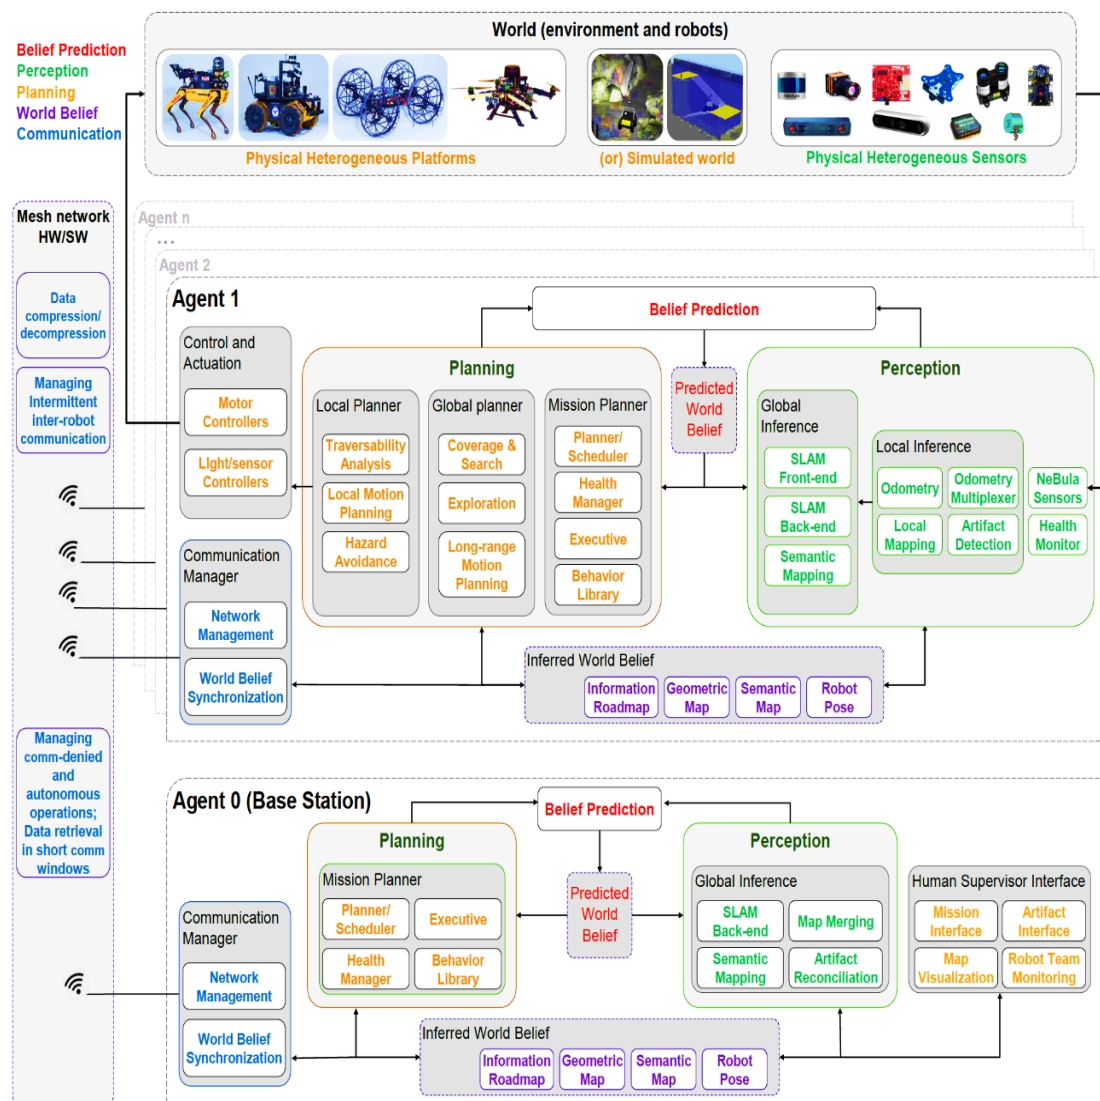 World (environment and robots)
Belief Prediction
Perception
Planning
World Belief
Communication
Physical Heterogeneous Platforms
(or) Simulated world
Physical Heterogeneous Sensors
Mesh network
HW/SW
Data
compression/
decompression
Managing
Intermittent
inter-robot
communication
Managing
comm-denied
and
autonomous
operations;
Data retrieval
in short comm
windows
Agent n
...
Agent 2
Agent 1
Belief Prediction
Control and
Actuation
Motor
Controllers
LIght/sensor
Controllers
Communication
Manager
Network
Management
World Belief
Synchronization
Planning
Local Planner
Traversability
Analysis
Local Motion
Planning
Hazard
Avoidance
Global planner
Coverage &
Search
Exploration
Long-range
Motion
Planning
Mission Planner
Planner/
Scheduler
Health
Manager
Executive
Behavior
Library
Predicted
World
Belief
Perception
Global
Inference
SLAM
Front-end
SLAM
Back-end
Semantic
Mapping
Local Inference
Odometry
Odometry
Multiplexer
Local
Mapping
Artifact
Detection
NeBula
Sensors
Health
Monitor
Inferred World Belief
Information
Roadmap
Geometric
Map
Semantic
Map
Robot
Pose
Agent 0 (Base Station)
Belief Prediction
Communication
Manager
Network
Management
World Belief
Synchronization
Planning
Mission Planner
Planner/
Scheduler
Executive
Health
Manager
Behavior
Library
Predicted
World
Belief
Perception
Global Inference
SLAM
Back-end
Map Merging
Semantic
Mapping
Artifact
Reconciliation
Human Supervisor Interface
Mission
Interface
Artifact
Interface
Map
Visualization
Robot Team
Monitoring
Inferred World Belief
Information
Roadmap
Geometric
Map
Semantic
Map
Robot
Pose